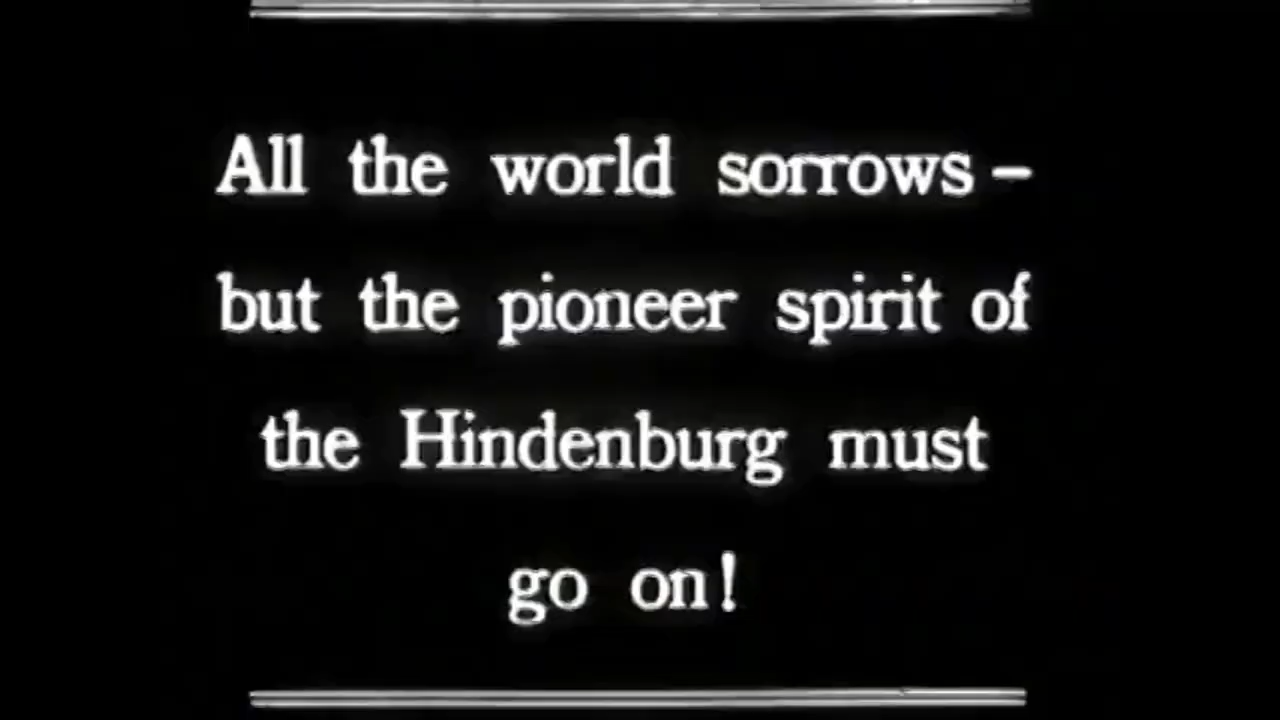 All the world sorrows –
but the pioneer spirit of
the Hindenburg must
go on!